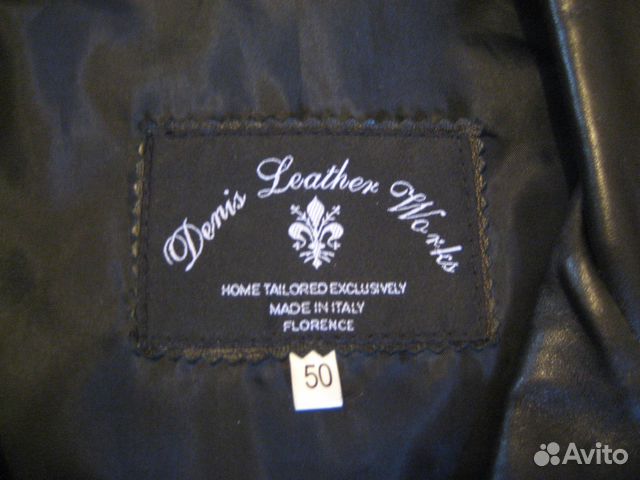 Denis Leather Works
HOME TAILORED EXCLUSIVELY
MADE IN ITALY
FLORENCE
50
Avito